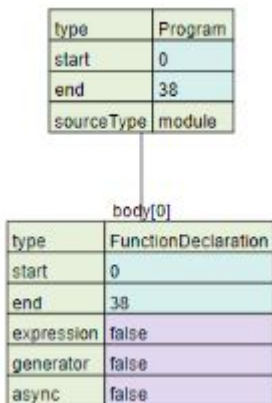 type Program
start 0
end 38
sourceType module
body[0]
type FunctionDeclaration
start 0
end 38
expression false
generator false
async false